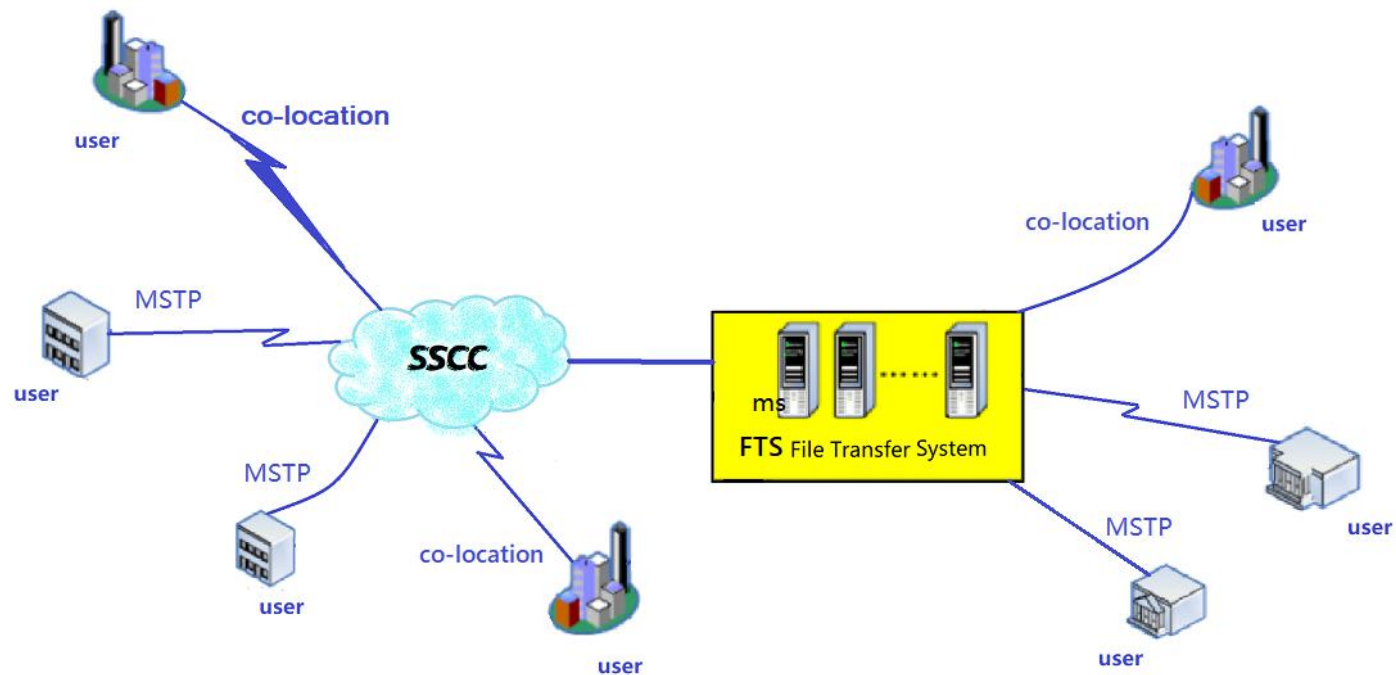 co-location
user
user
co-location
MSTP
SSCC
user
ms
FTS File Transfer System
MSTP
MSTP
user
co-location
user
MSTP
user
user
user